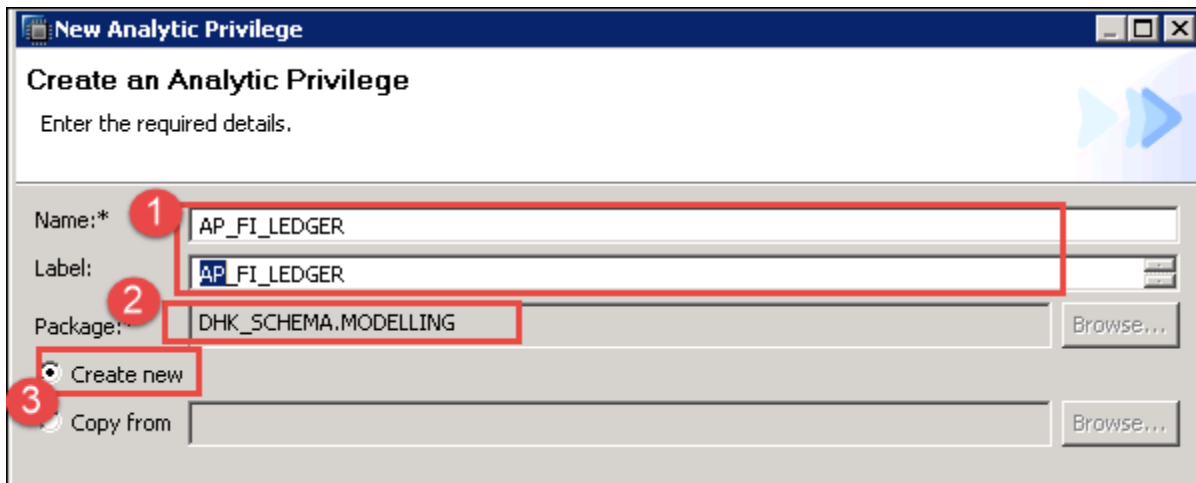 New Analytic Privilege
Create an Analytic Privilege
Enter the required details.
Name:* 1 AP_FI_LEDGER
Label: AP_FI_LEDGER
2
Package:* DHK_SCHEMA.MODELLING Browse...
Create new
3
Copy from Browse...